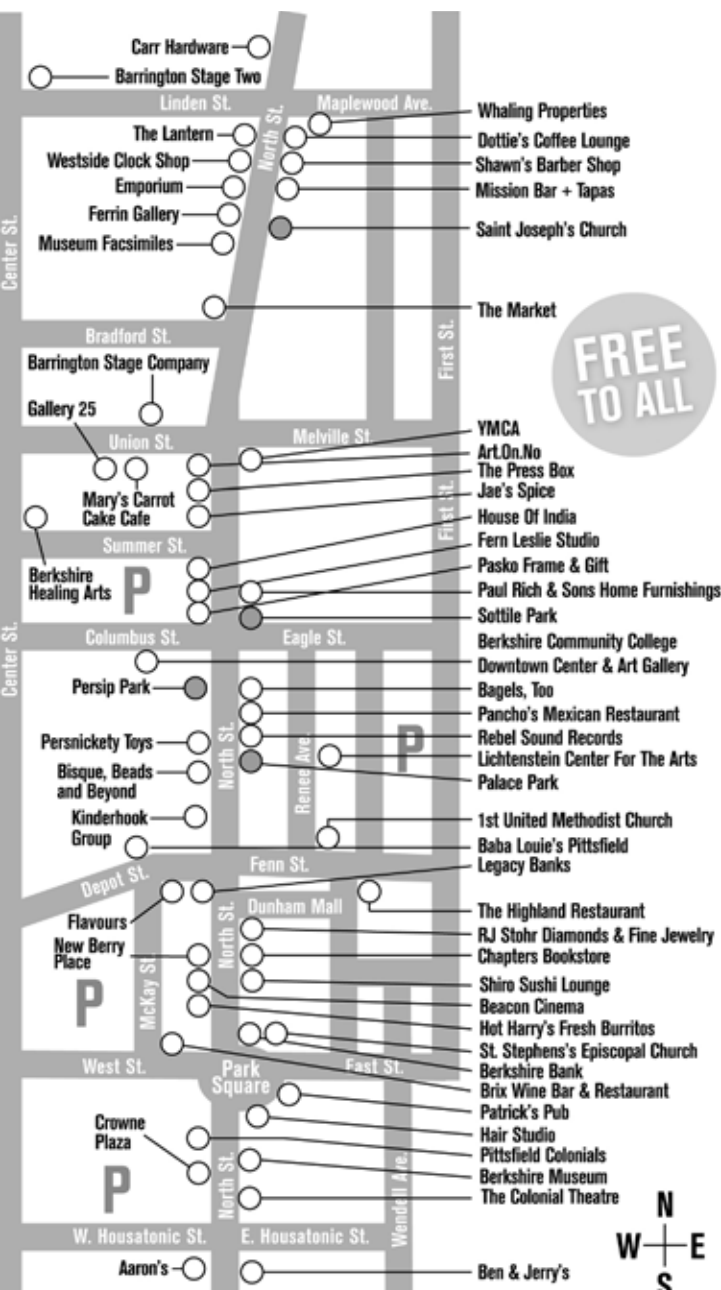 Carr Hardware
Barrington Stage Two
Linden St.
Maplewood Ave.
North St.
Whaling Properties
The Lantern
Dottie's Coffee Lounge
Westside Clock Shop
Shawn's Barber Shop
Emporium
Mission Bar + Tapas
Ferrin Gallery
Saint Joseph's Church
Museum Facsimiles
Center St.
The Market
Bradford St.
First St.
FREE
TO ALL
Barrington Stage Company
Gallery 25
Union St.
Melville St.
YMCA
Art.On.No
The Press Box
Jae's Spice
Mary's Carrot
Cake Cafe
First St.
House Of India
Summer St.
Fern Leslie Studio
Pasko Frame & Gift
Berkshire
Healing Arts
P
Paul Rich & Sons Home Furnishings
Sottile Park
Center St.
Columbus St.
Eagle St.
Berkshire Community College
Downtown Center & Art Gallery
Persip Park
Bagels, Too
Pancho's Mexican Restaurant
Persnickety Toys
North St.
Renee Ave.
P
Rebel Sound Records
Lichtenstein Center For The Arts
Bisque, Beads
and Beyond
Palace Park
Kinderhook
Group
1st United Methodist Church
Baba Louie's Pittsfield
Fenn St.
Legacy Banks
Depot St.
Dunham Mall
Flavours
The Highland Restaurant
North St.
RJ Stohr Diamonds & Fine Jewelry
New Berry
Place
Chapters Bookstore
McKay St.
P
Shiro Sushi Lounge
Beacon Cinema
Hot Harry's Fresh Burritos
St. Stephens's Episcopal Church
Berkshire Bank
West St.
Park
Square
East St.
Brix Wine Bar & Restaurant
Patrick's Pub
Crowne
Plaza
Hair Studio
Pittsfield Colonials
Berkshire Museum
P
North St.
Wendell Ave.
The Colonial Theatre
W. Housatonic St.
E. Housatonic St.
N
W E
S
Aaron's
Ben & Jerry's